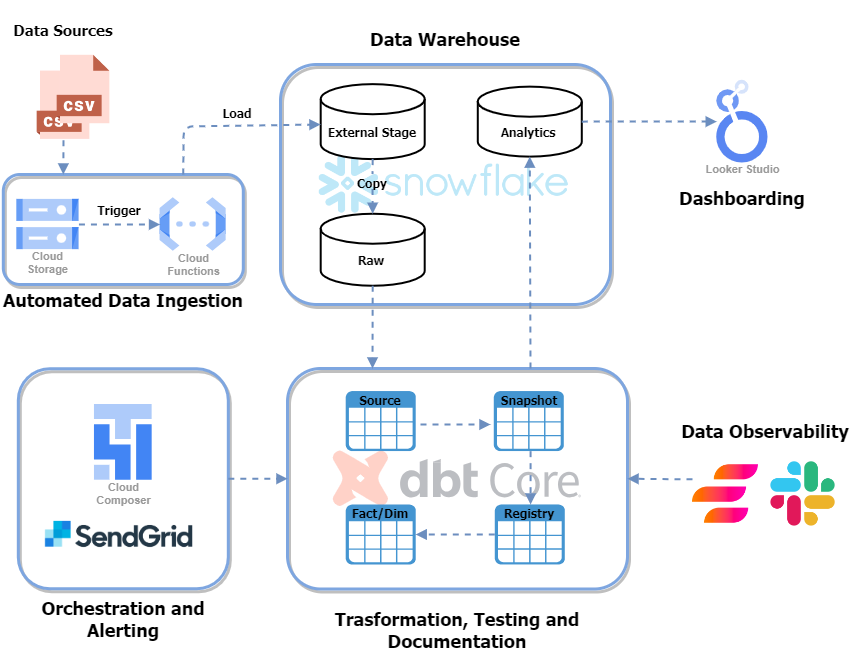 Data Sources
CSV
CSV
Data Warehouse
Load
External Stage
Analytics
Copy
snowflake
Raw
Looker Studio
Dashboarding
Trigger
Cloud
Storage
Cloud
Functions
Automated Data Ingestion
Cloud
Composer
SendGrid
Orchestration and
Alerting
Source
Snapshot
dbt Core
Fact/Dim
Registry
Trasformation, Testing and
Documentation
Data Observability